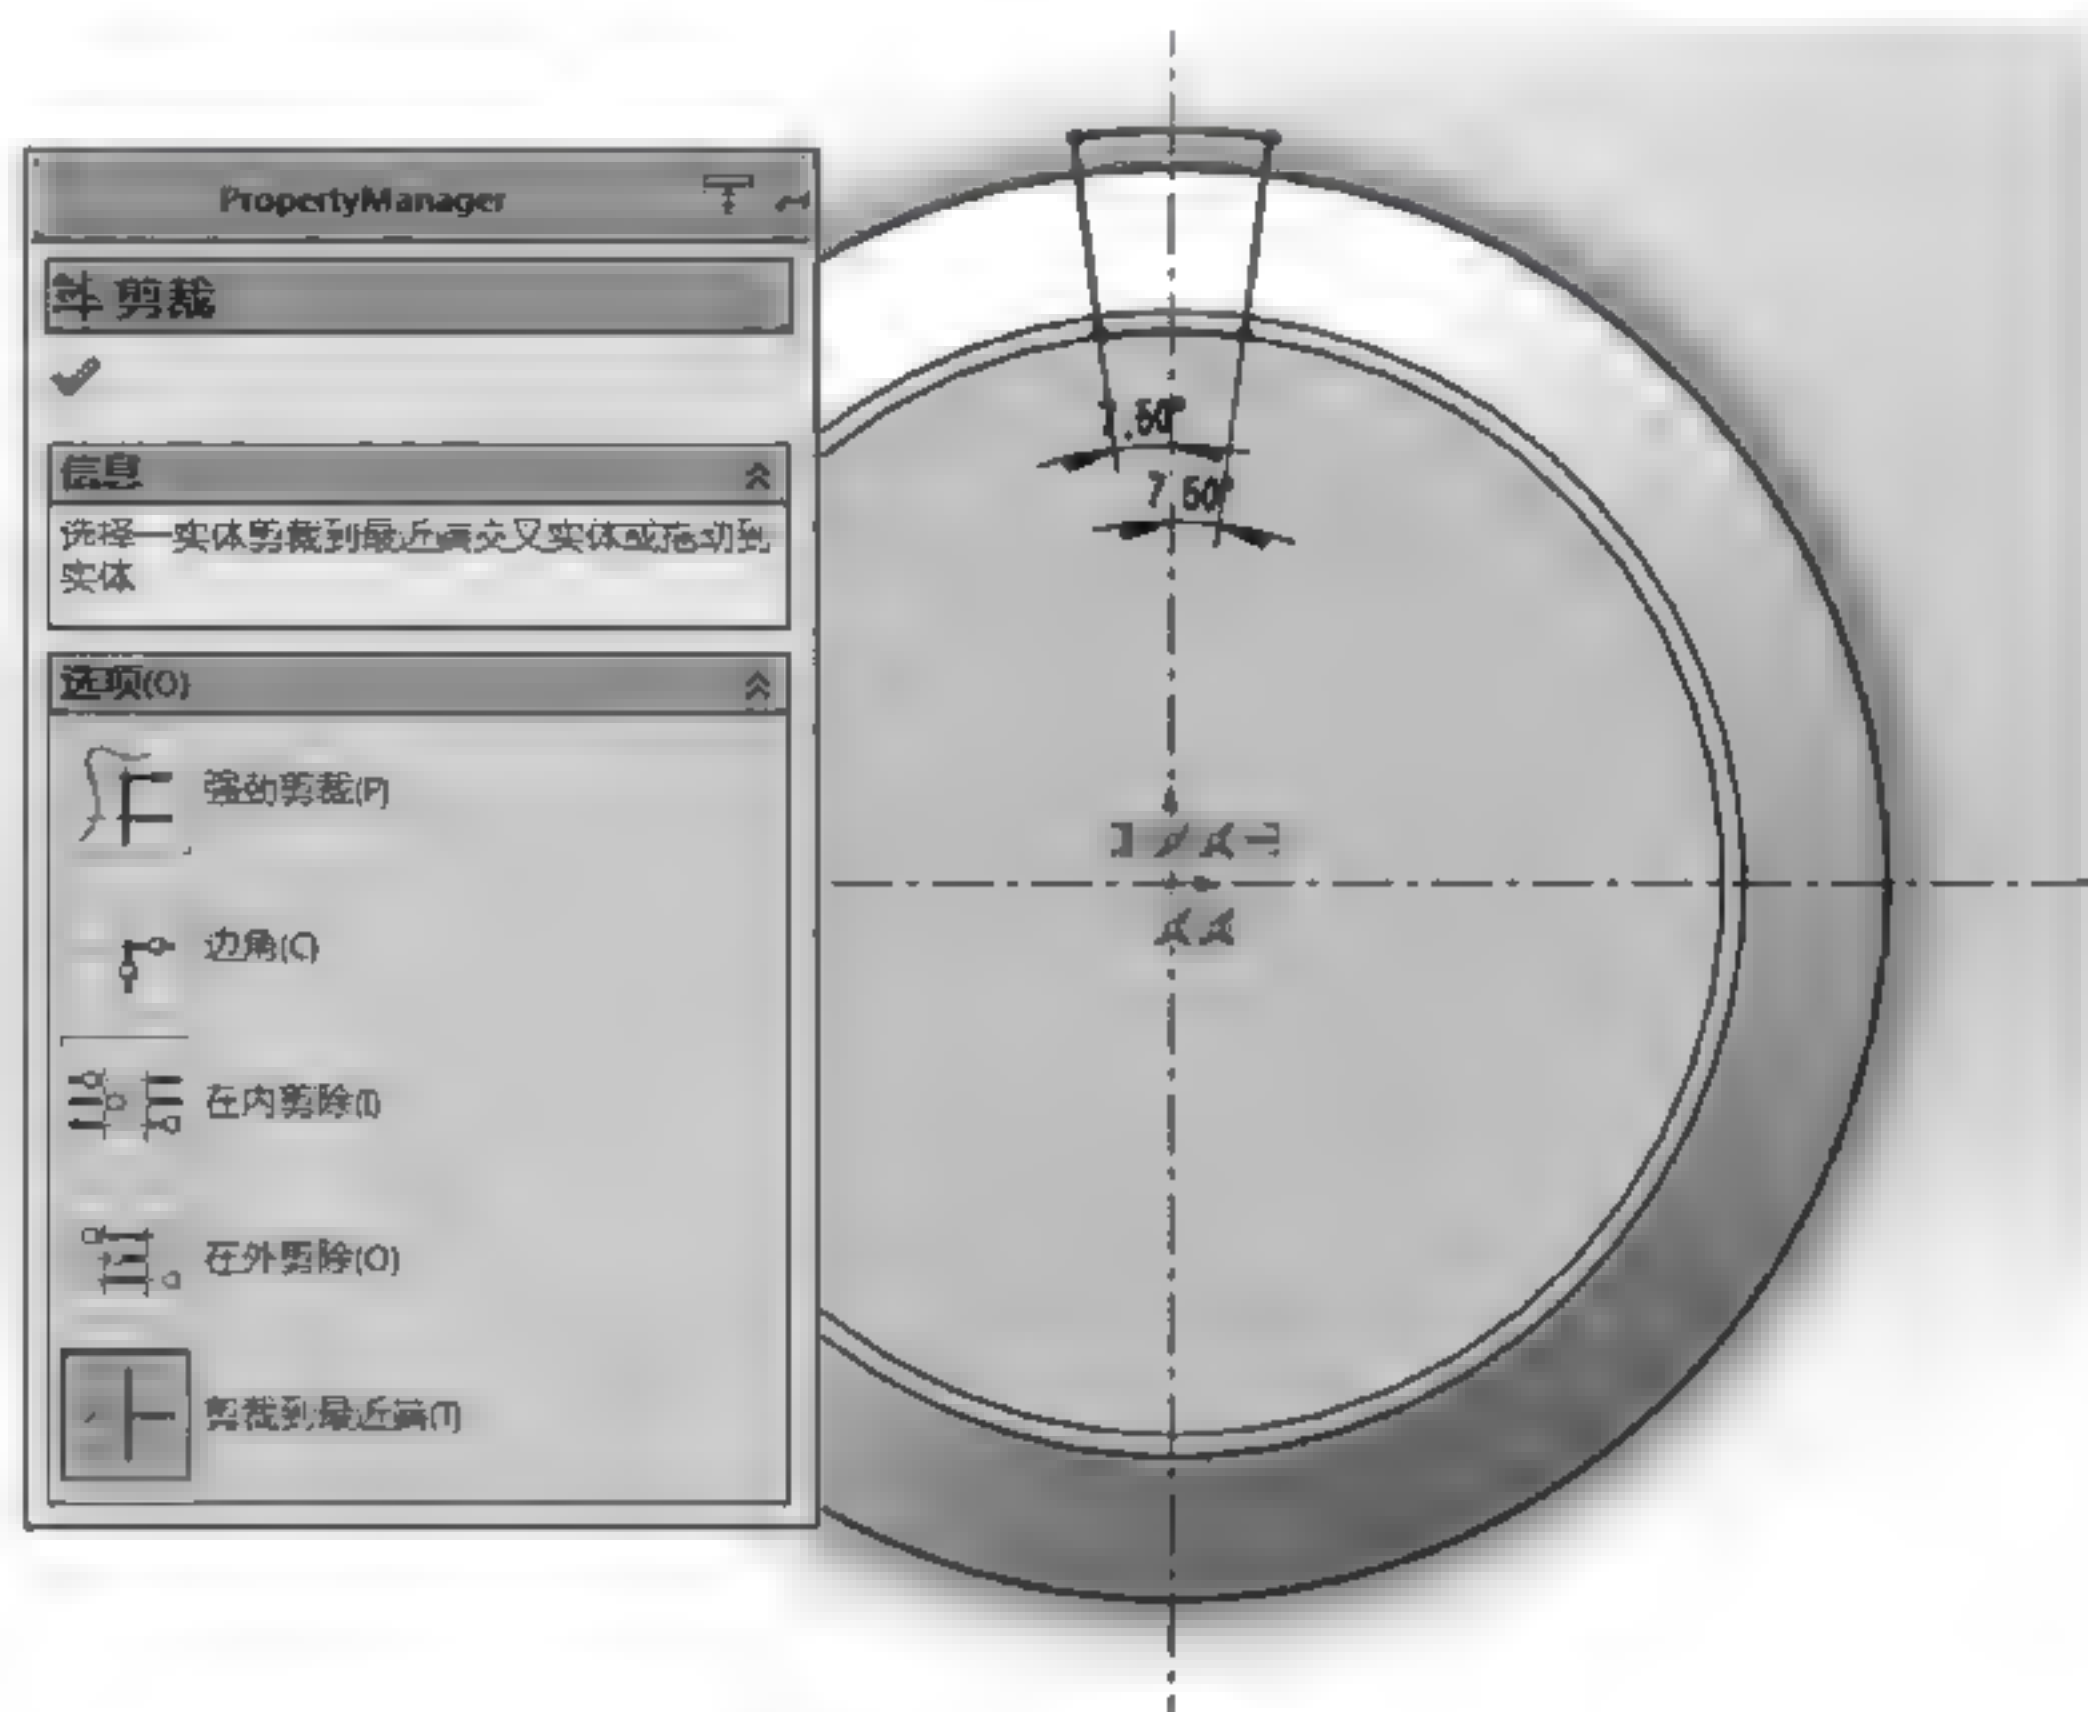 PropertyManager
剪裁
信息
选择一实体剪裁到最近端交叉实体或拖动到
实体
选项(O)
强劲剪裁(P)
边角(C)
在内剪除(I)
在外剪除(O)
剪裁到最近端(T)
7.50°
7.50°